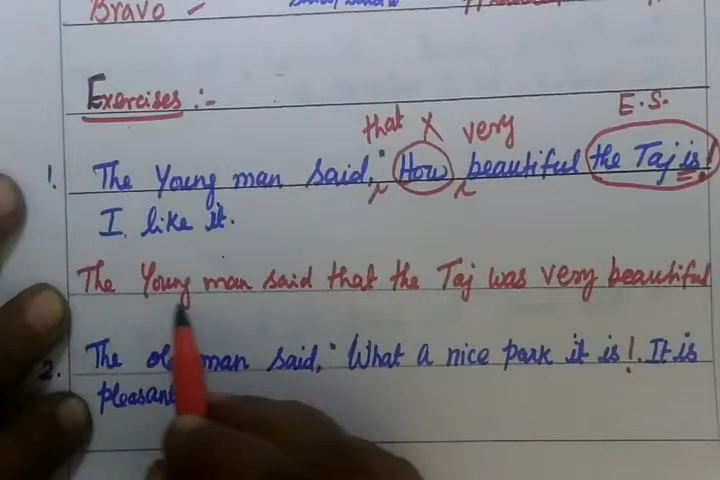 Bravo -
Exercises :-
that X very E.S.
1. The Young man said, " How beautiful the Taj is!
I like it.
The Young man said that the Taj was very beautiful
2. The man said, " What a nice park it is!. It is